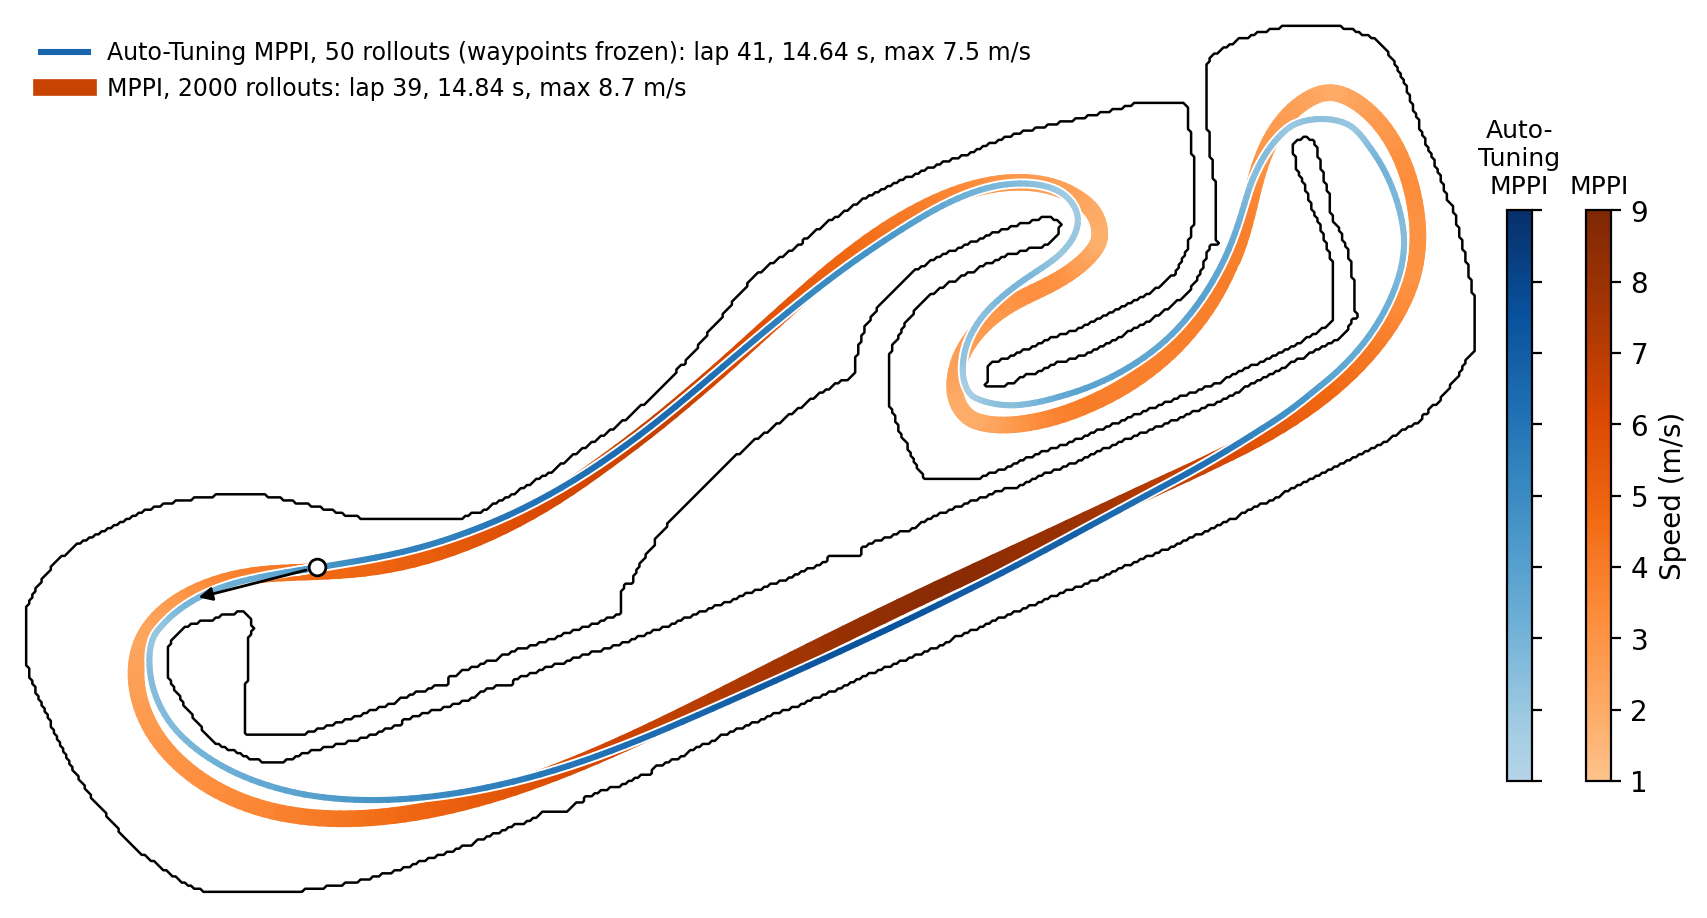 Auto-Tuning MPPI, 50 rollouts (waypoints frozen): lap 41, 14.64 s, max 7.5 m/s
MPPI, 2000 rollouts: lap 39, 14.84 s, max 8.7 m/s
Auto-
Tuning
MPPI
MPPI
9
8
7
6
5
4
3
2
1
Speed (m/s)